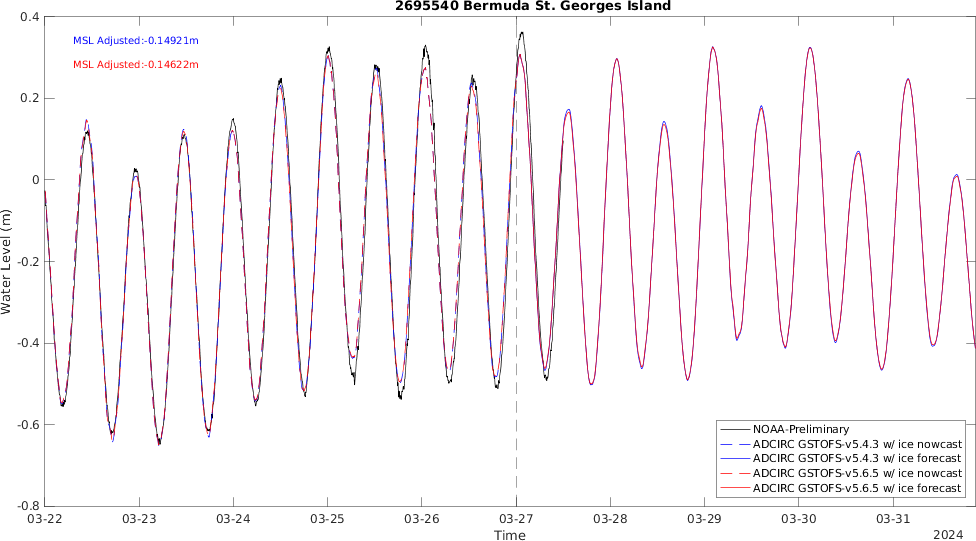 2695540 Bermuda St. Georges Island
MSL Adjusted:-0.14921m
MSL Adjusted:-0.14622m
Water Level (m)
0.4
0.2
0
-0.2
-0.4
-0.6
-0.8
NOAA-Preliminary
ADCIRC GSTOFS-v5.4.3 w/ ice nowcast
ADCIRC GSTOFS-v5.4.3 w/ ice forecast
ADCIRC GSTOFS-v5.6.5 w/ ice nowcast
ADCIRC GSTOFS-v5.6.5 w/ ice forecast
03-22 03-23 03-24 03-25 03-26 03-27 03-28 03-29 03-30 03-31
Time
2024